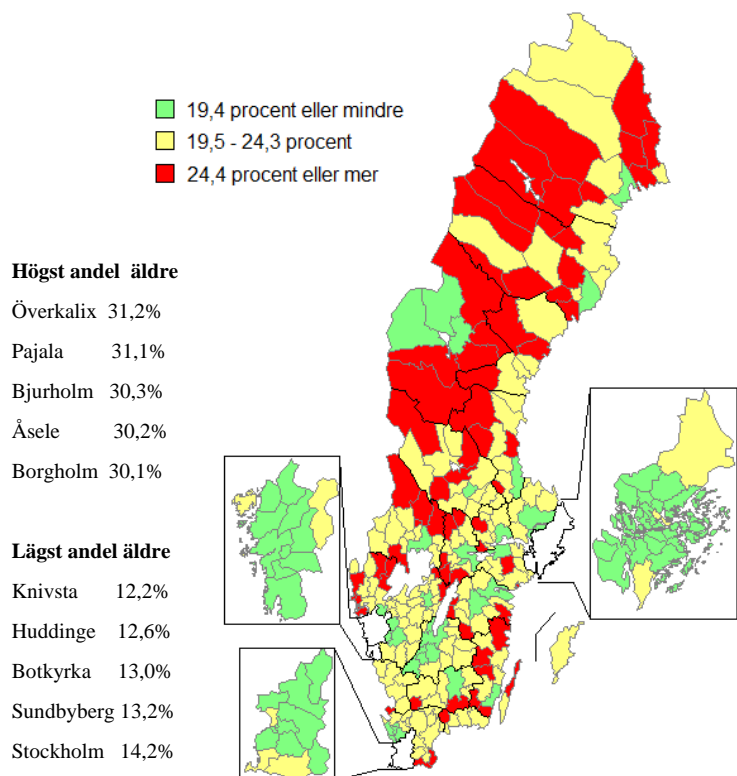 19,4 procent eller mindre
19,5 - 24,3 procent
24,4 procent eller mer
Högst andel äldre
Överkalix 31,2%
Pajala 31,1%
Bjurholm 30,3%
Åsele 30,2%
Borgholm 30,1%
Lägst andel äldre
Knivsta 12,2%
Huddinge 12,6%
Botkyrka 13,0%
Sundbyberg 13,2%
Stockholm 14,2%